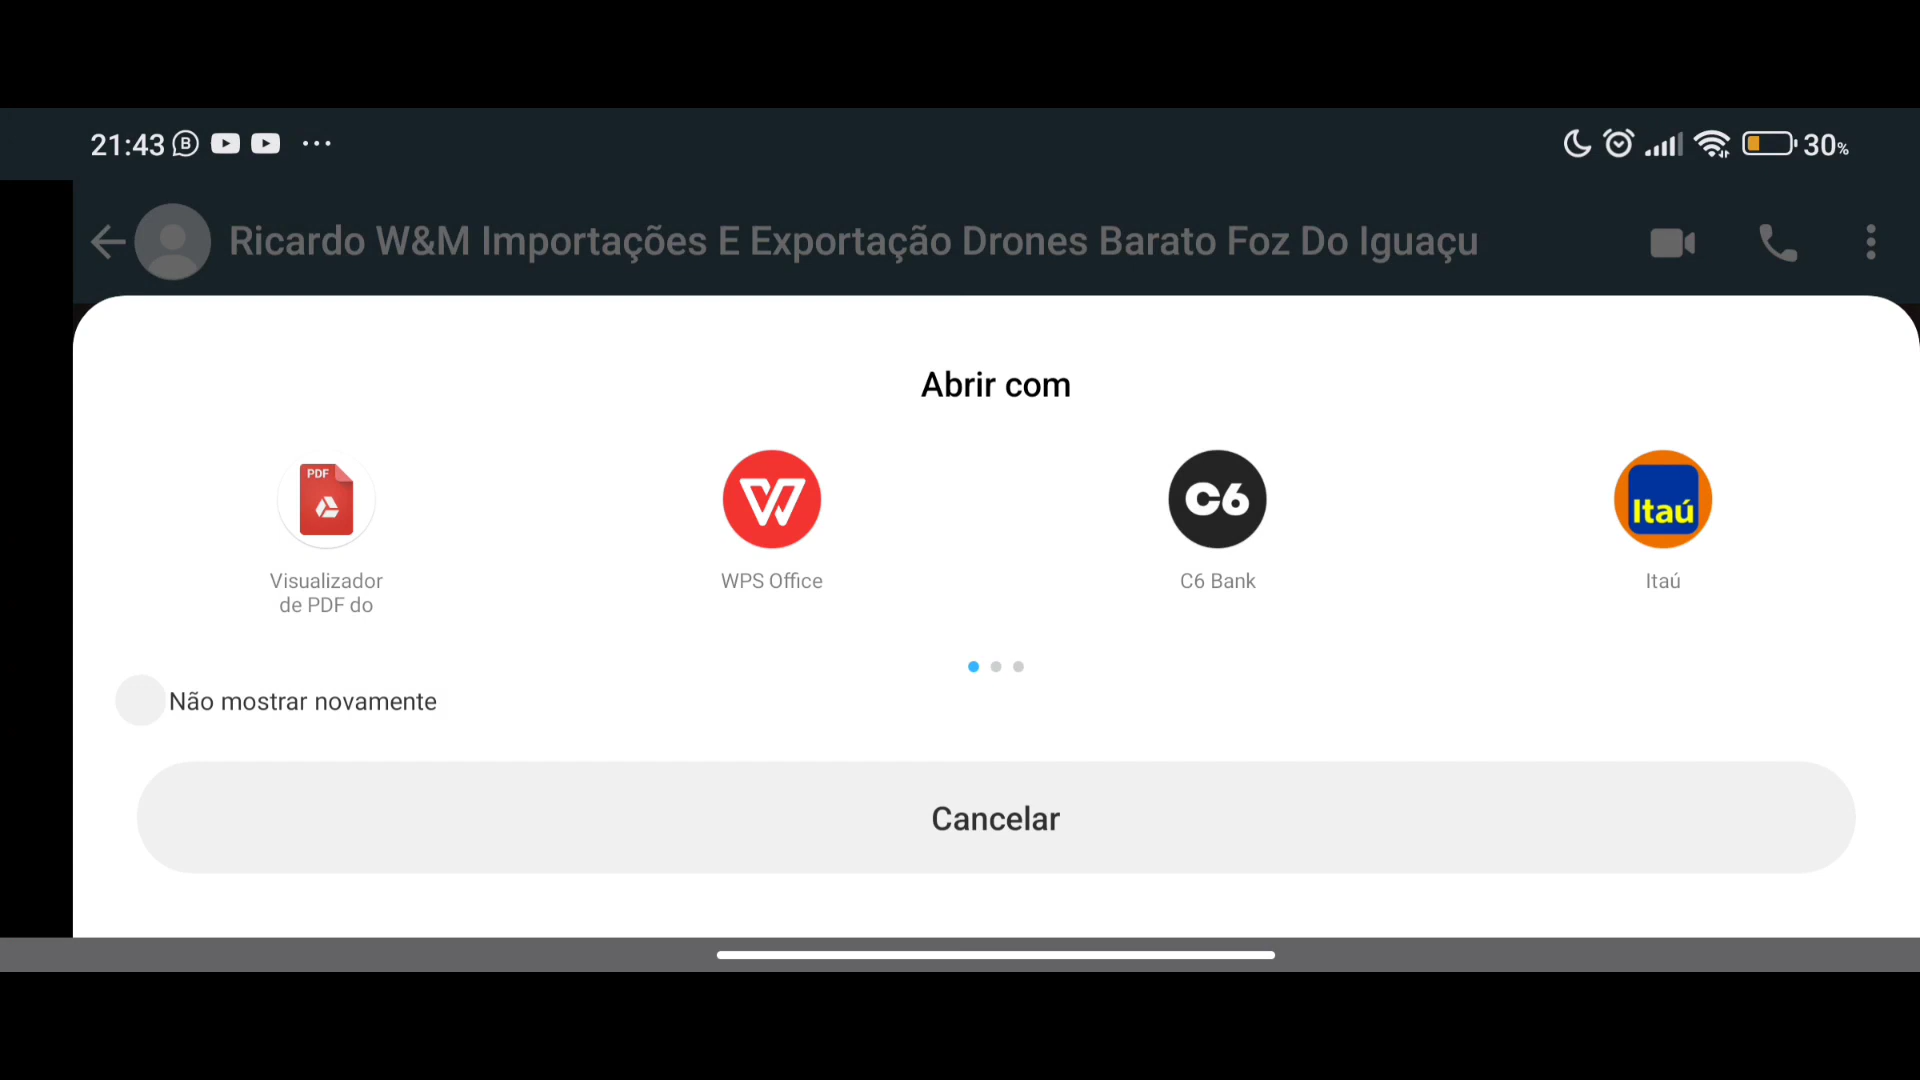 21:43
30%
Ricardo W&M Importações E Exportação Drones Barato Foz Do Iguaçu
Abrir com
PDF
C6
Itaú
Visualizador
de PDF do
WPS Office
C6 Bank
Itaú
Não mostrar novamente
Cancelar